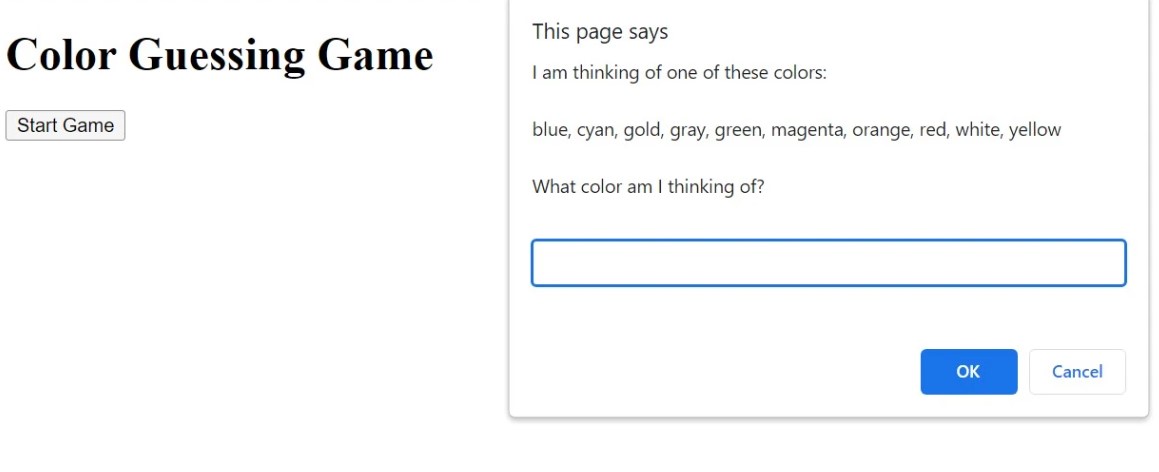 Color Guessing Game
Start Game
This page says
I am thinking of one of these colors:
blue, cyan, gold, gray, green, magenta, orange, red, white, yellow
What color am I thinking of?
OK
Cancel